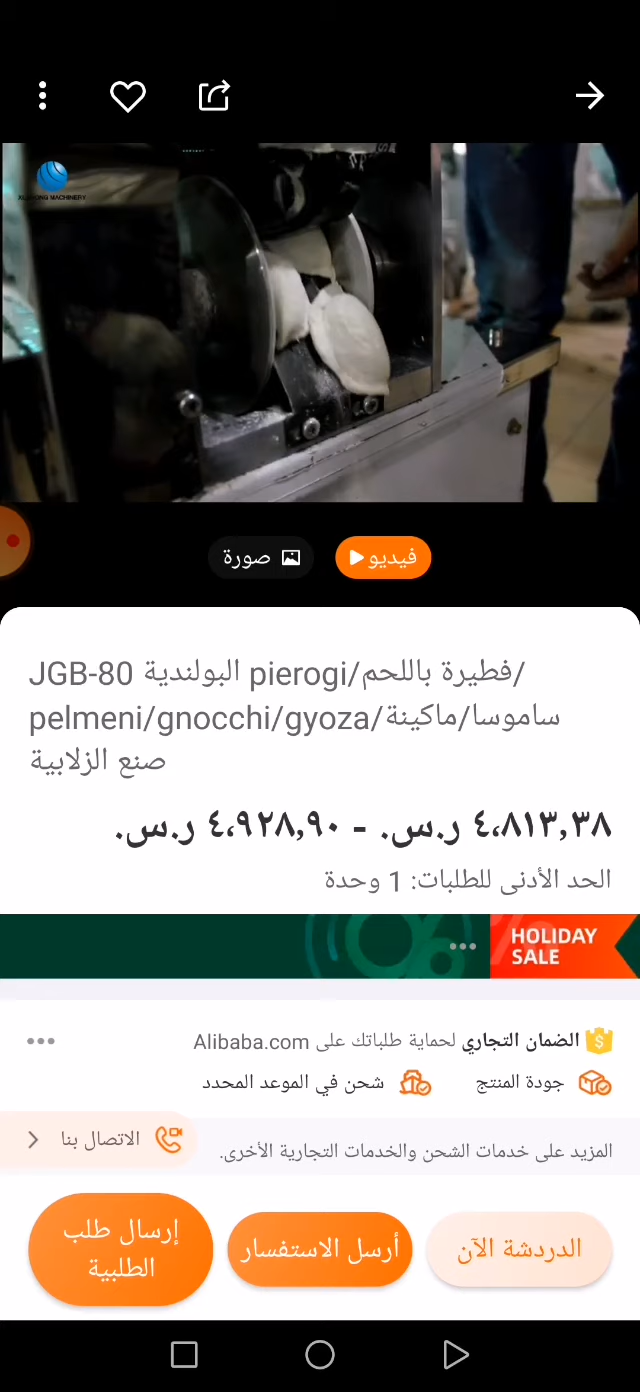 صورة
فيديو
JGB-80 البولندية pierogi/فطيرة باللحم/
pelmeni/gnocchi/gyoza/ساموسا/ماكينة
صنع الزلابية
٤،٨١٣,٣٨ ر.س. - ٤،٩٢٨,٩٠ ر.س.
الحد الأدنى للطلبات: 1 وحدة
HOLIDAY
SALE
الضمان التجاري لحماية طلباتك على Alibaba.com
جودة المنتج
شحن في الموعد المحدد
المزيد على خدمات الشحن والخدمات التجارية الأخرى.
الاتصال بنا
الدردشة الآن
أرسل الاستفسار
إرسال طلب
الطلبية